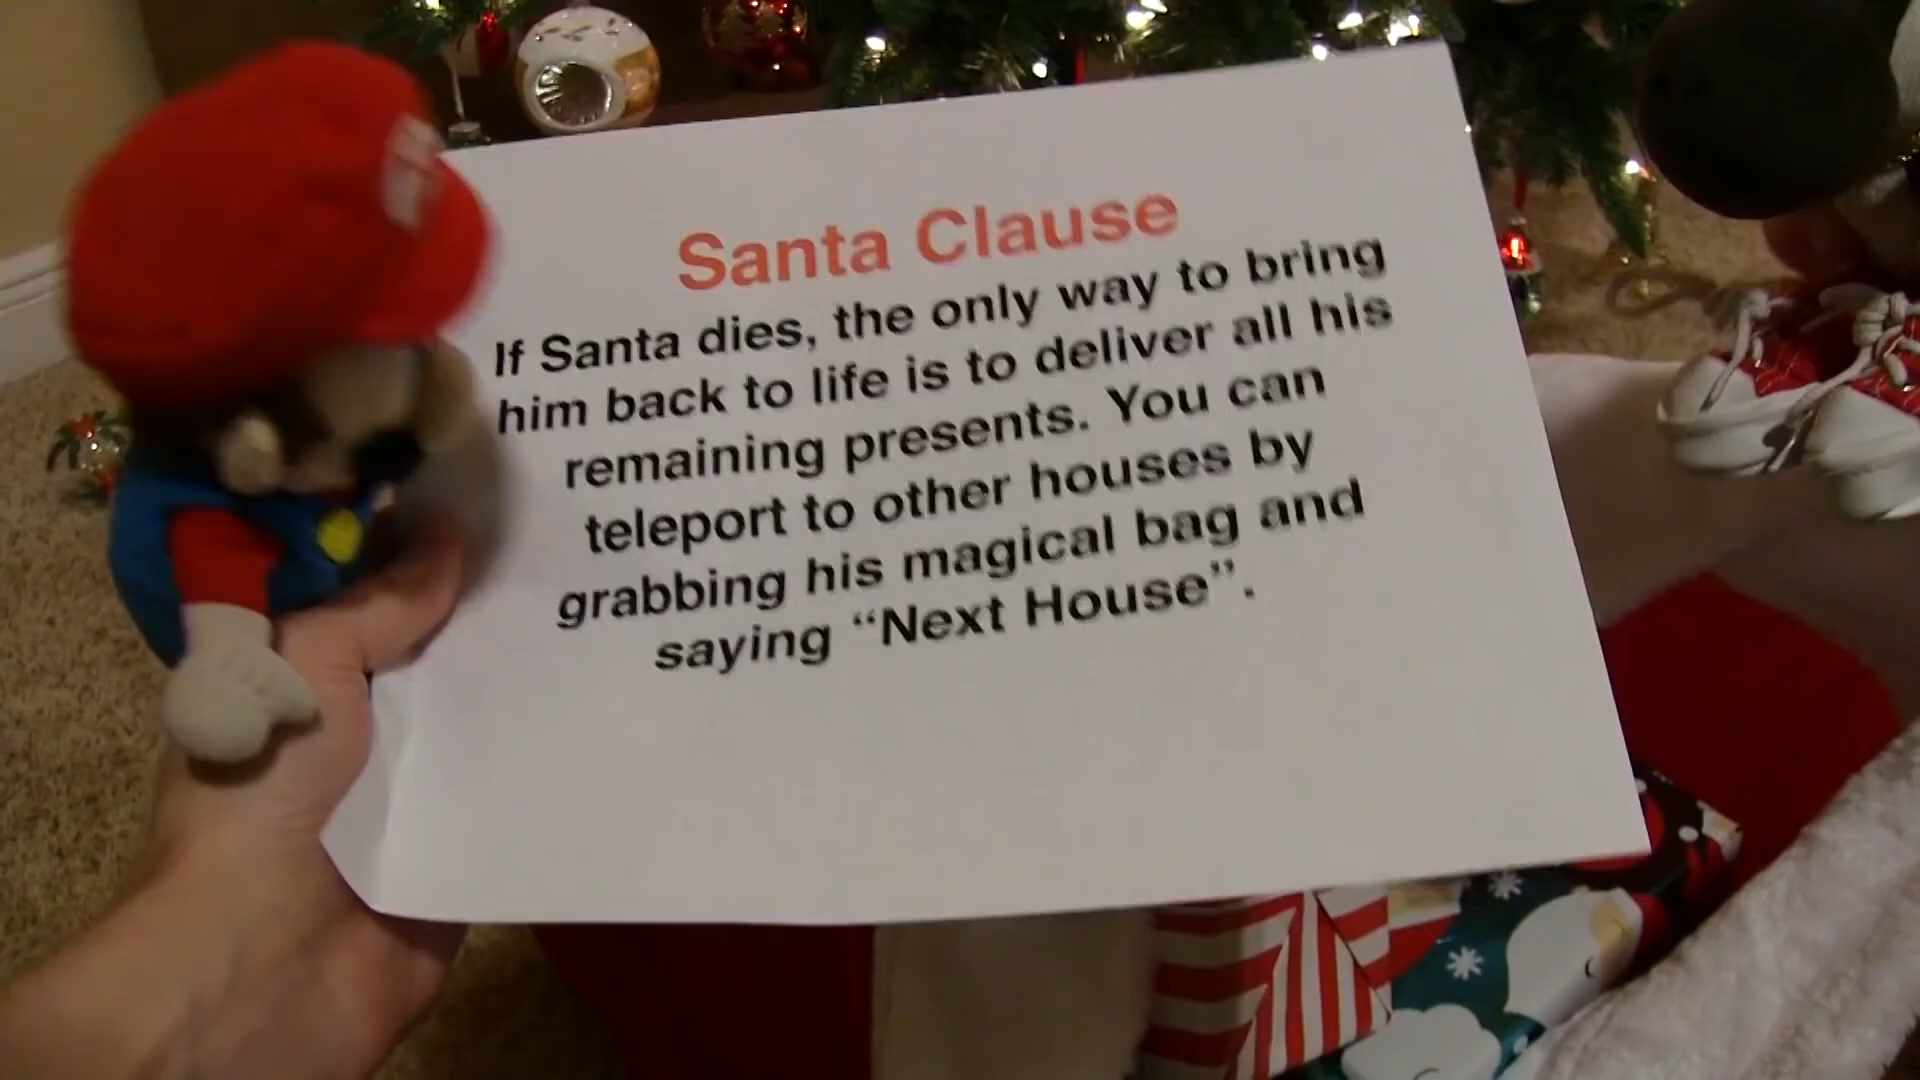 Santa Clause
If Santa dies, the only way to bring
him back to life is to deliver all his
remaining presents. You can
teleport to other houses by
grabbing his magical bag and
saying “Next House”.